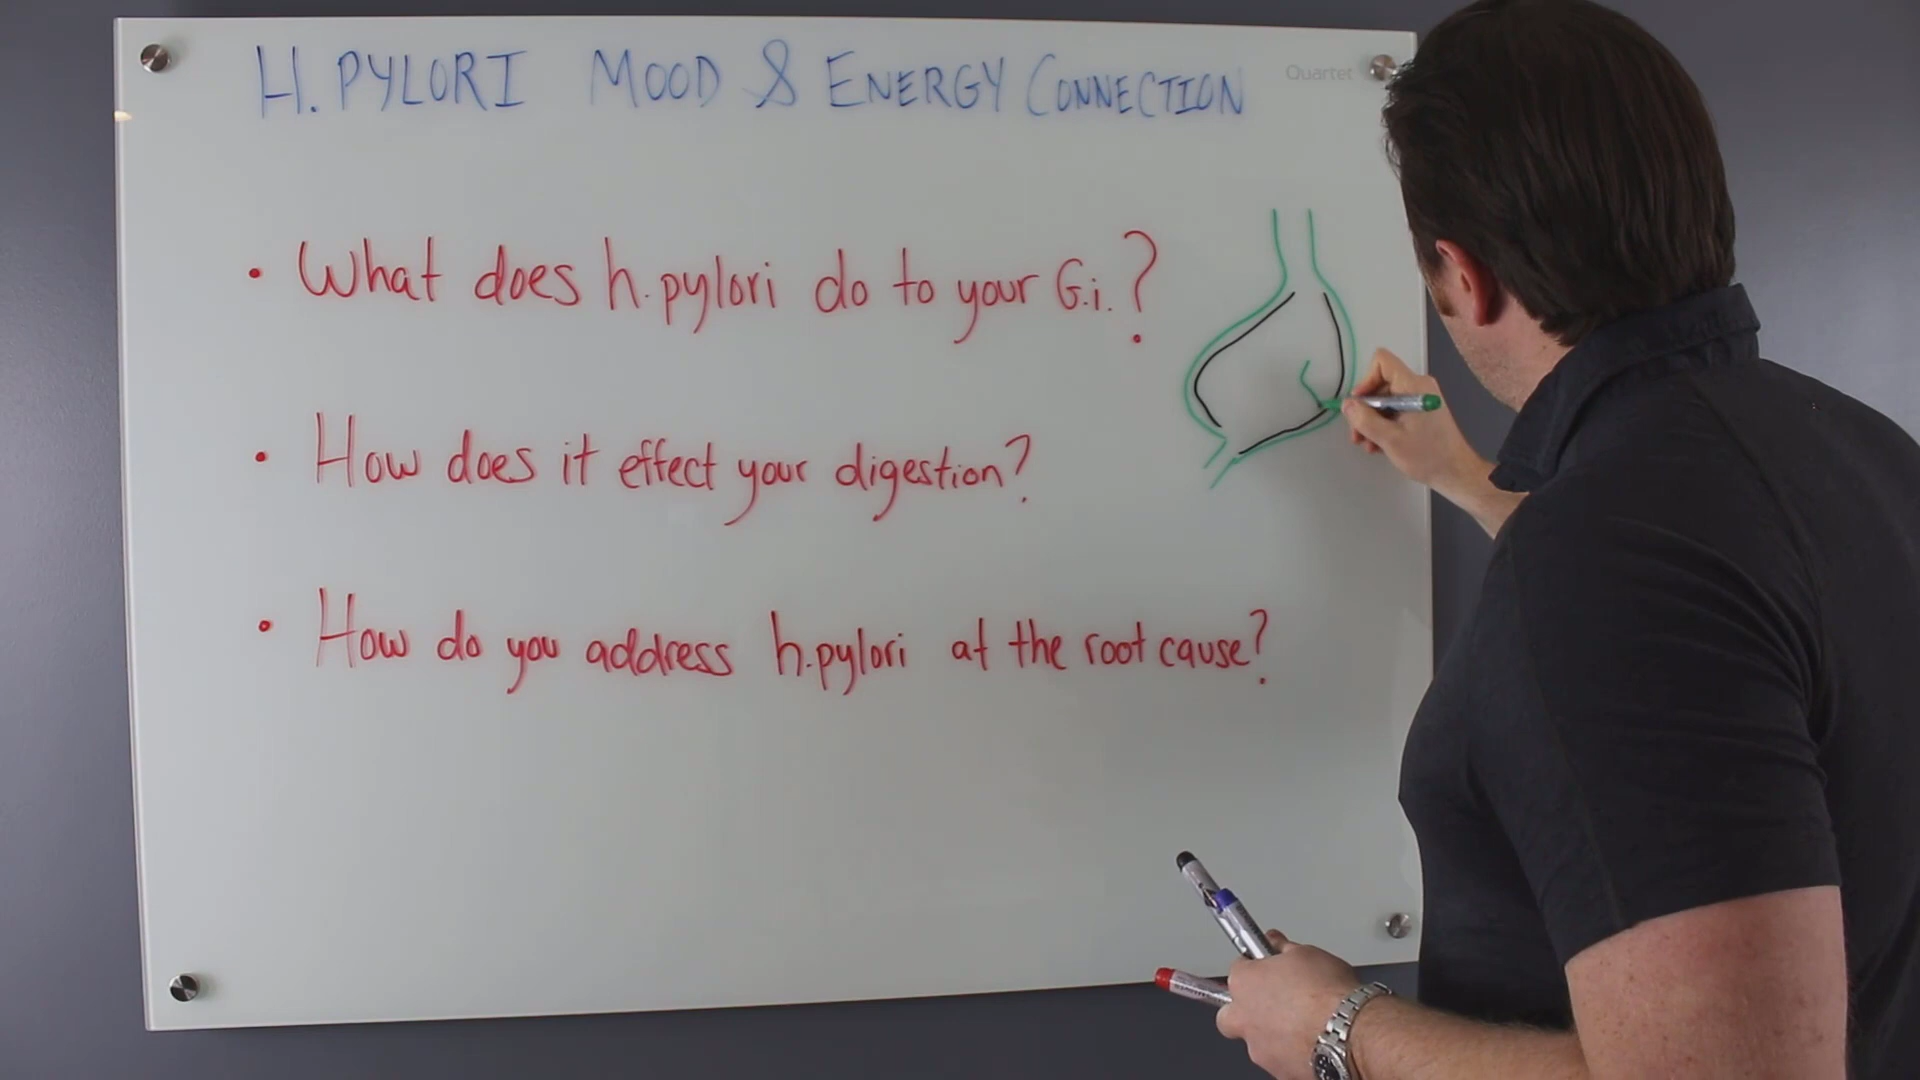 H. PYLORI MOOD & ENERGY CONNECTION
Quartet
• What does h.pylori do to your G.i.?
• How does it effect your digestion?
• How do you address h.pylori at the root cause?